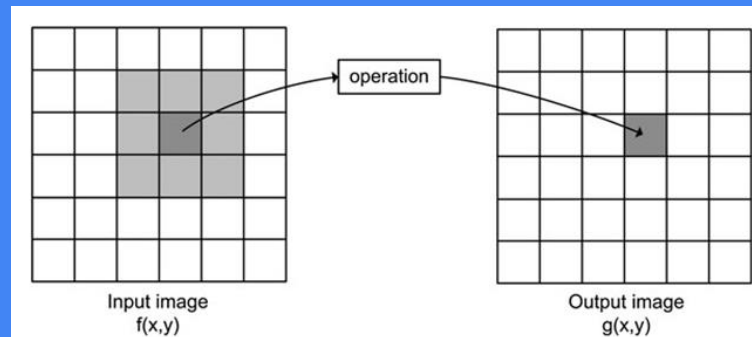 operation
Input image
f(x,y)
Output image
g(x,y)